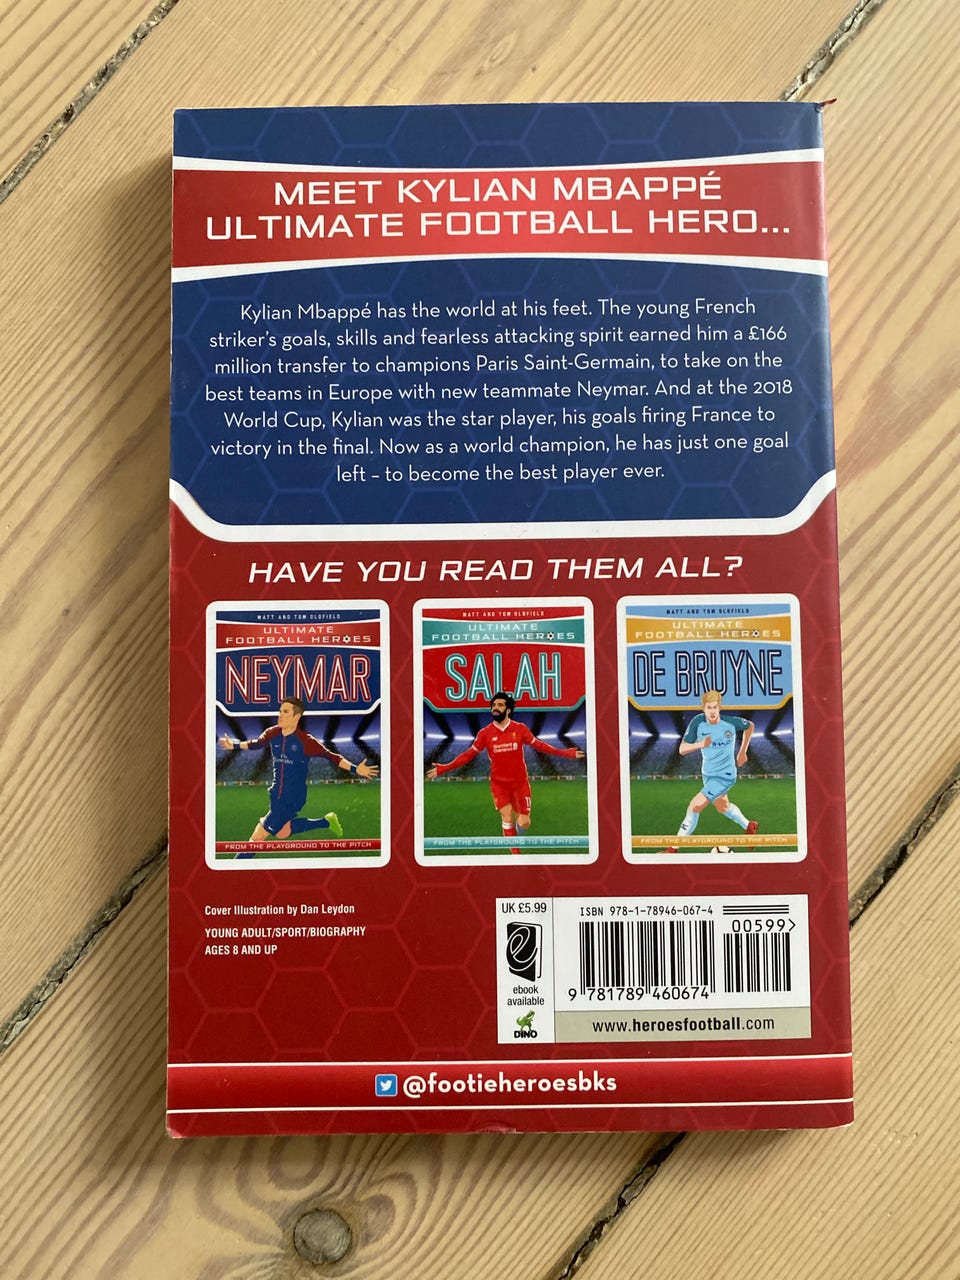 MEET KYLIAN MBAPPÉ
ULTIMATE FOOTBALL HERO...
Kylian Mbappé has the world at his feet. The young French
striker's goals, skills and fearless attacking spirit earned him a £166
million transfer to champions Paris Saint-Germain, to take on the
best teams in Europe with new teammate Neymar. And at the 2018
World Cup, Kylian was the star player, his goals firing France to
victory in the final. Now as a world champion, he has just one goal
left – to become the best player ever.
HAVE YOU READ THEM ALL?
MATT AND TOM OLDFIELD
ULTIMATE
FOOTBALL HEROES
NEYMAR
FROM THE PLAYGROUND TO THE PITCH
MATT AND TOM OLDFIELD
ULTIMATE
FOOTBALL HEROES
SALAH
Standard
Chartered
11
FROM THE PLAYGROUND TO THE PITCH
MATT AND TOM OLDFIELD
ULTIMATE
FOOTBALL HEROES
DE BRUYNE
FROM THE PLAYGROUND TO THE PITCH
Cover Illustration by Dan Leydon
YOUNG ADULT/SPORT/BIOGRAPHY
AGES 8 AND UP
UK £5.99
ebook
available
DINO
ISBN 978-1-78946-067-4
00599>
9 781789 460674
www.heroesfootball.com
@footieheroesbks